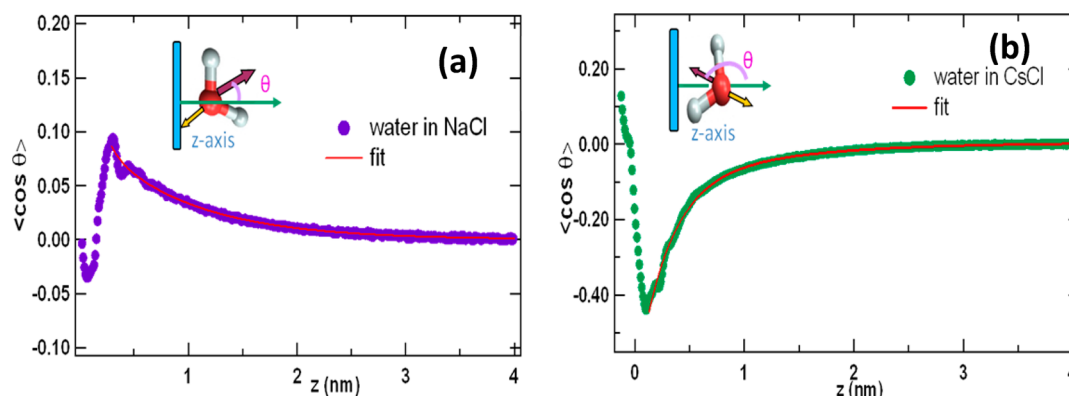 0.20
0.15
0.10
0.05
0.00
-0.05
-0.10
<cos θ>
(a)
θ
z-axis
water in NaCl
fit
1
2
3
4
z (nm)
0.20
0.00
-0.20
-0.40
<cos θ>
(b)
θ
z-axis
water in CsCl
fit
0
1
2
3
4
z (nm)